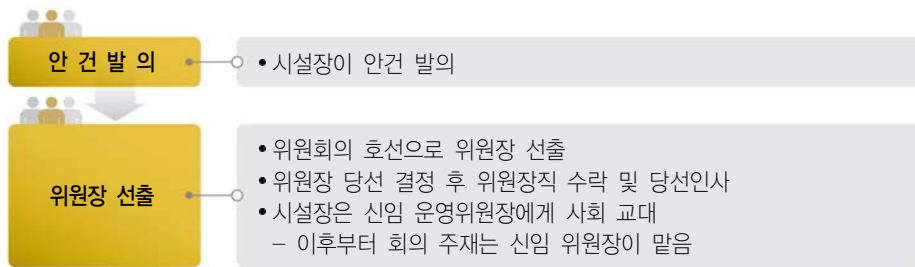 안 건 발 의
• 시설장이 안건 발의
위원장 선출
• 위원회의 호선으로 위원장 선출
• 위원장 당선 결정 후 위원장직 수락 및 당선인사
• 시설장은 신임 운영위원장에게 사회 교대
– 이후부터 회의 주재는 신임 위원장이 맡음